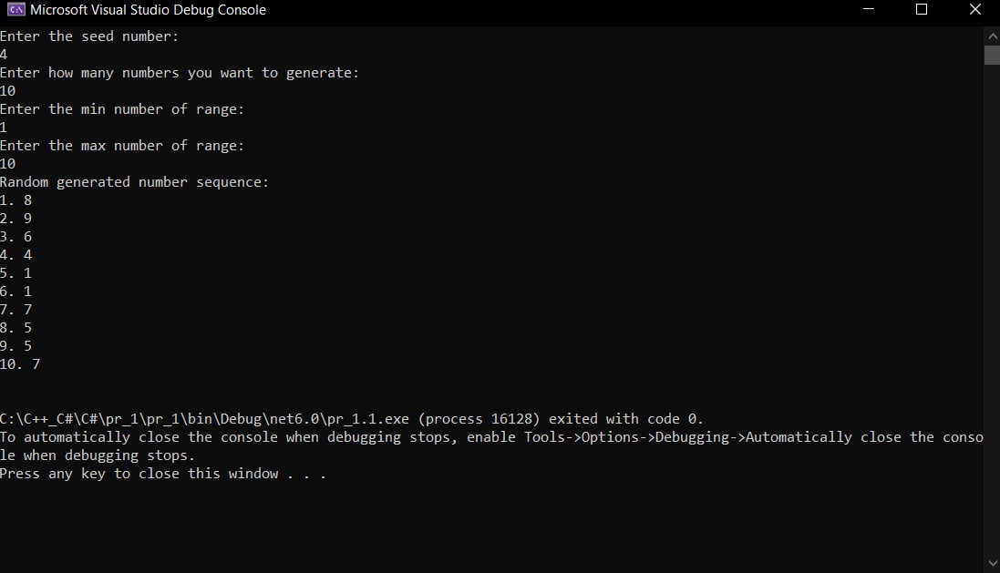 Microsoft Visual Studio Debug Console
Enter the seed number:
4
Enter how many numbers you want to generate:
10
Enter the min number of range:
1
Enter the max number of range:
10
Random generated number sequence:
1. 8
2. 9
3. 6
4. 4
5. 1
6. 1
7. 7
8. 5
9. 5
10. 7
C:\C++_C#\C#\pr_1\pr_1\bin\Debug\net6.0\pr_1.1.exe (process 16128) exited with code 0.
To automatically close the console when debugging stops, enable Tools->Options->Debugging->Automatically close the conso
le when debugging stops.
Press any key to close this window . . .